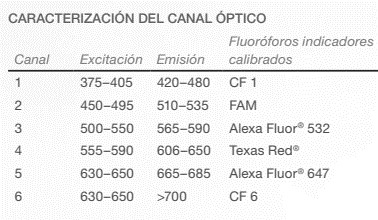 CARACTERIZACIÓN DEL CANAL ÓPTICO
Canal Excitación Emisión Fluoróforos indicadores calibrados
1 375–405 420–480 CF 1
2 450–495 510–535 FAM
3 500–550 565–590 Alexa Fluor® 532
4 555–590 606–650 Texas Red®
5 630–650 665–685 Alexa Fluor® 647
6 630–650 >700 CF 6